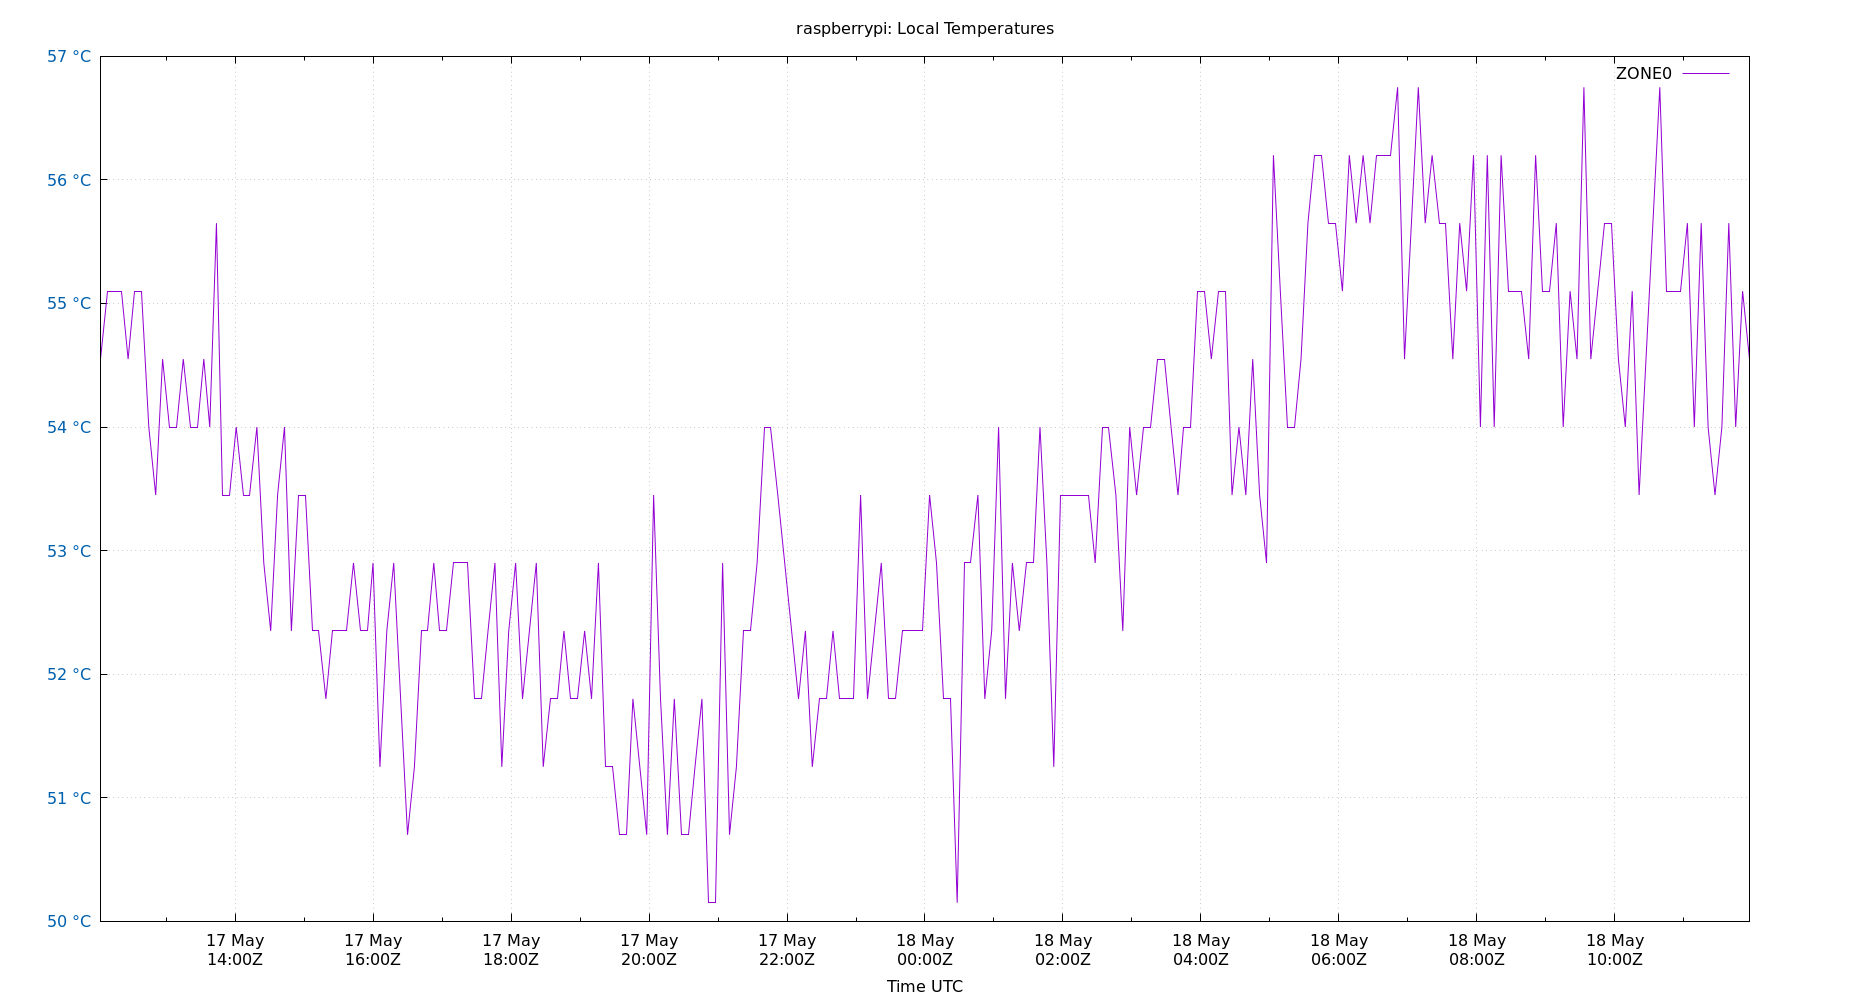 raspberrypi: Local Temperatures
57 °C
ZONE0
56 °C
55 °C
54 °C
53 °C
52 °C
51 °C
50 °C
17 May 17 May 17 May 17 May 17 May 18 May 18 May 18 May 18 May 18 May 18 May
14:00Z 16:00Z 18:00Z 20:00Z 22:00Z 00:00Z 02:00Z 04:00Z 06:00Z 08:00Z 10:00Z
Time UTC